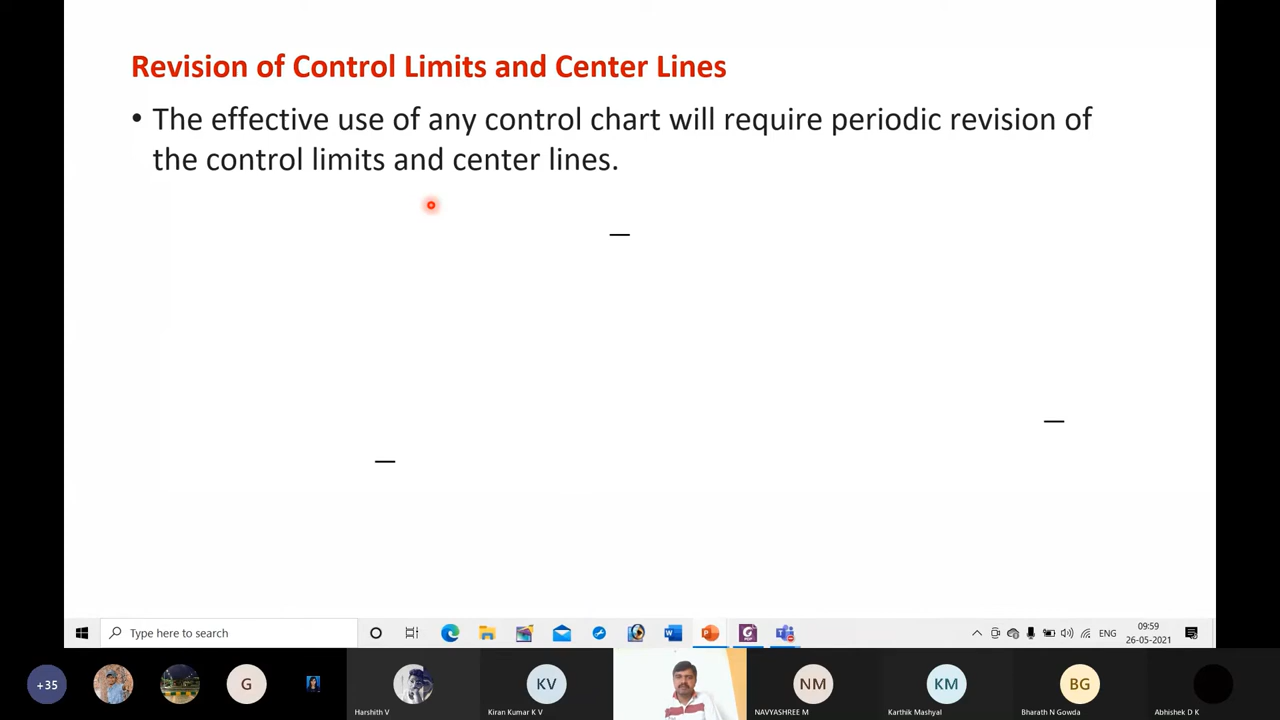 Revision of Control Limits and Center Lines
• The effective use of any control chart will require periodic revision of
the control limits and center lines.
Type here to search
ENG
09:59
26-05-2021
+35
G
KV
NM
KM
BG
Harshith V
Kiran Kumar K V
NAVYASHREE M
Karthik Mashyal
Bharath N Gowda
Abhishek D K